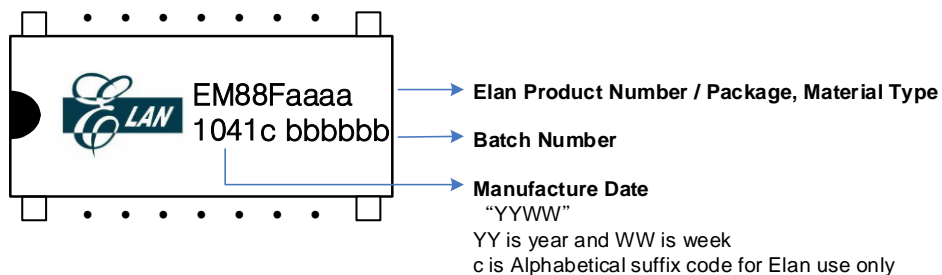 ELAN
EM88Faaaa
1041c bbbbbb
Elan Product Number / Package, Material Type
Batch Number
Manufacture Date
“YYWW”
YY is year and WW is week
c is Alphabetical suffix code for Elan use only